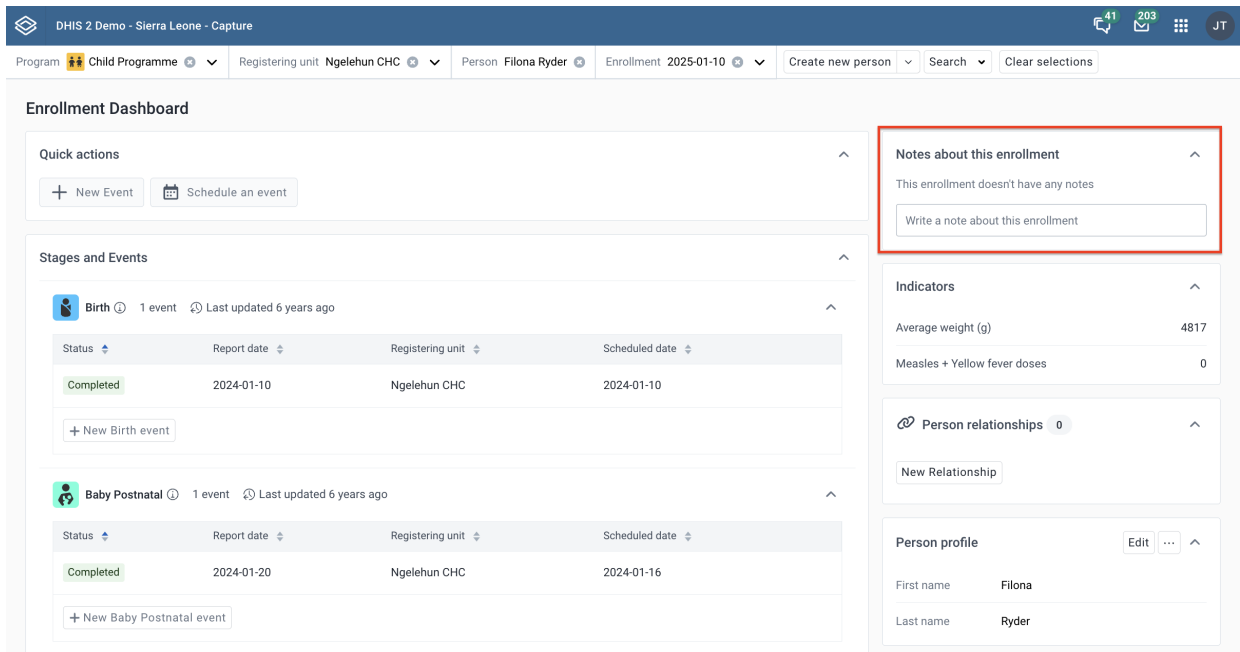 DHIS 2 Demo - Sierra Leone - Capture
41
203
JT
Program Child Programme Registering unit Ngelehun CHC Person Filona Ryder Enrollment 2025-01-10 Create new person Search Clear selections
Enrollment Dashboard
Quick actions
New Event Schedule an event
Stages and Events
Birth 1 event Last updated 6 years ago
Status Report date Registering unit Scheduled date
Completed 2024-01-10 Ngelehun CHC 2024-01-10
New Birth event
Baby Postnatal 1 event Last updated 6 years ago
Status Report date Registering unit Scheduled date
Completed 2024-01-20 Ngelehun CHC 2024-01-16
New Baby Postnatal event
Notes about this enrollment
This enrollment doesn't have any notes
Write a note about this enrollment
Indicators
Average weight (g) 4817
Measles + Yellow fever doses 0
Person relationships 0
New Relationship
Person profile Edit ...
First name Filona
Last name Ryder